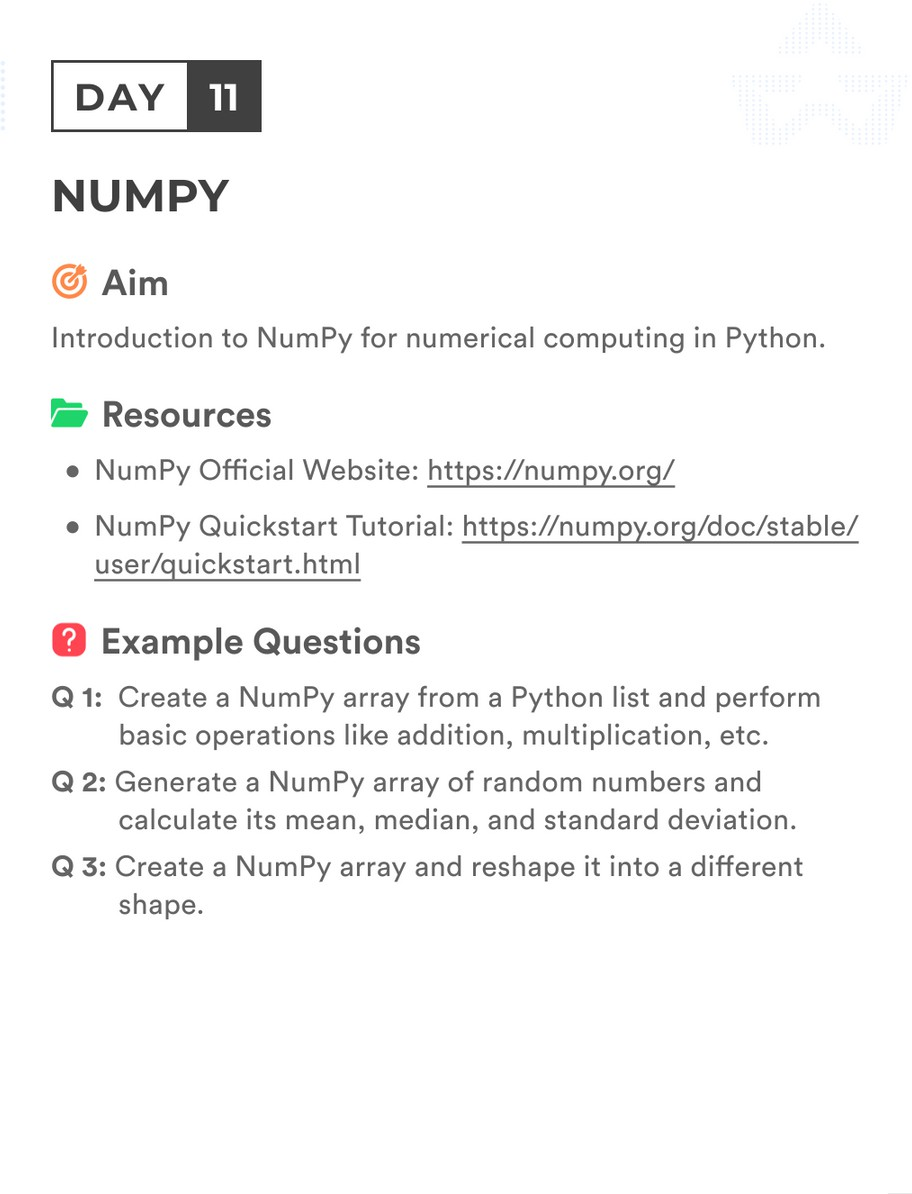 DAY 11
NUMPY
Aim
Introduction to NumPy for numerical computing in Python.
Resources
• NumPy Official Website: https://numpy.org/
• NumPy Quickstart Tutorial: https://numpy.org/doc/stable/
user/quickstart.html
? Example Questions
Q 1: Create a NumPy array from a Python list and perform
basic operations like addition, multiplication, etc.
Q 2: Generate a NumPy array of random numbers and
calculate its mean, median, and standard deviation.
Q 3: Create a NumPy array and reshape it into a different
shape.